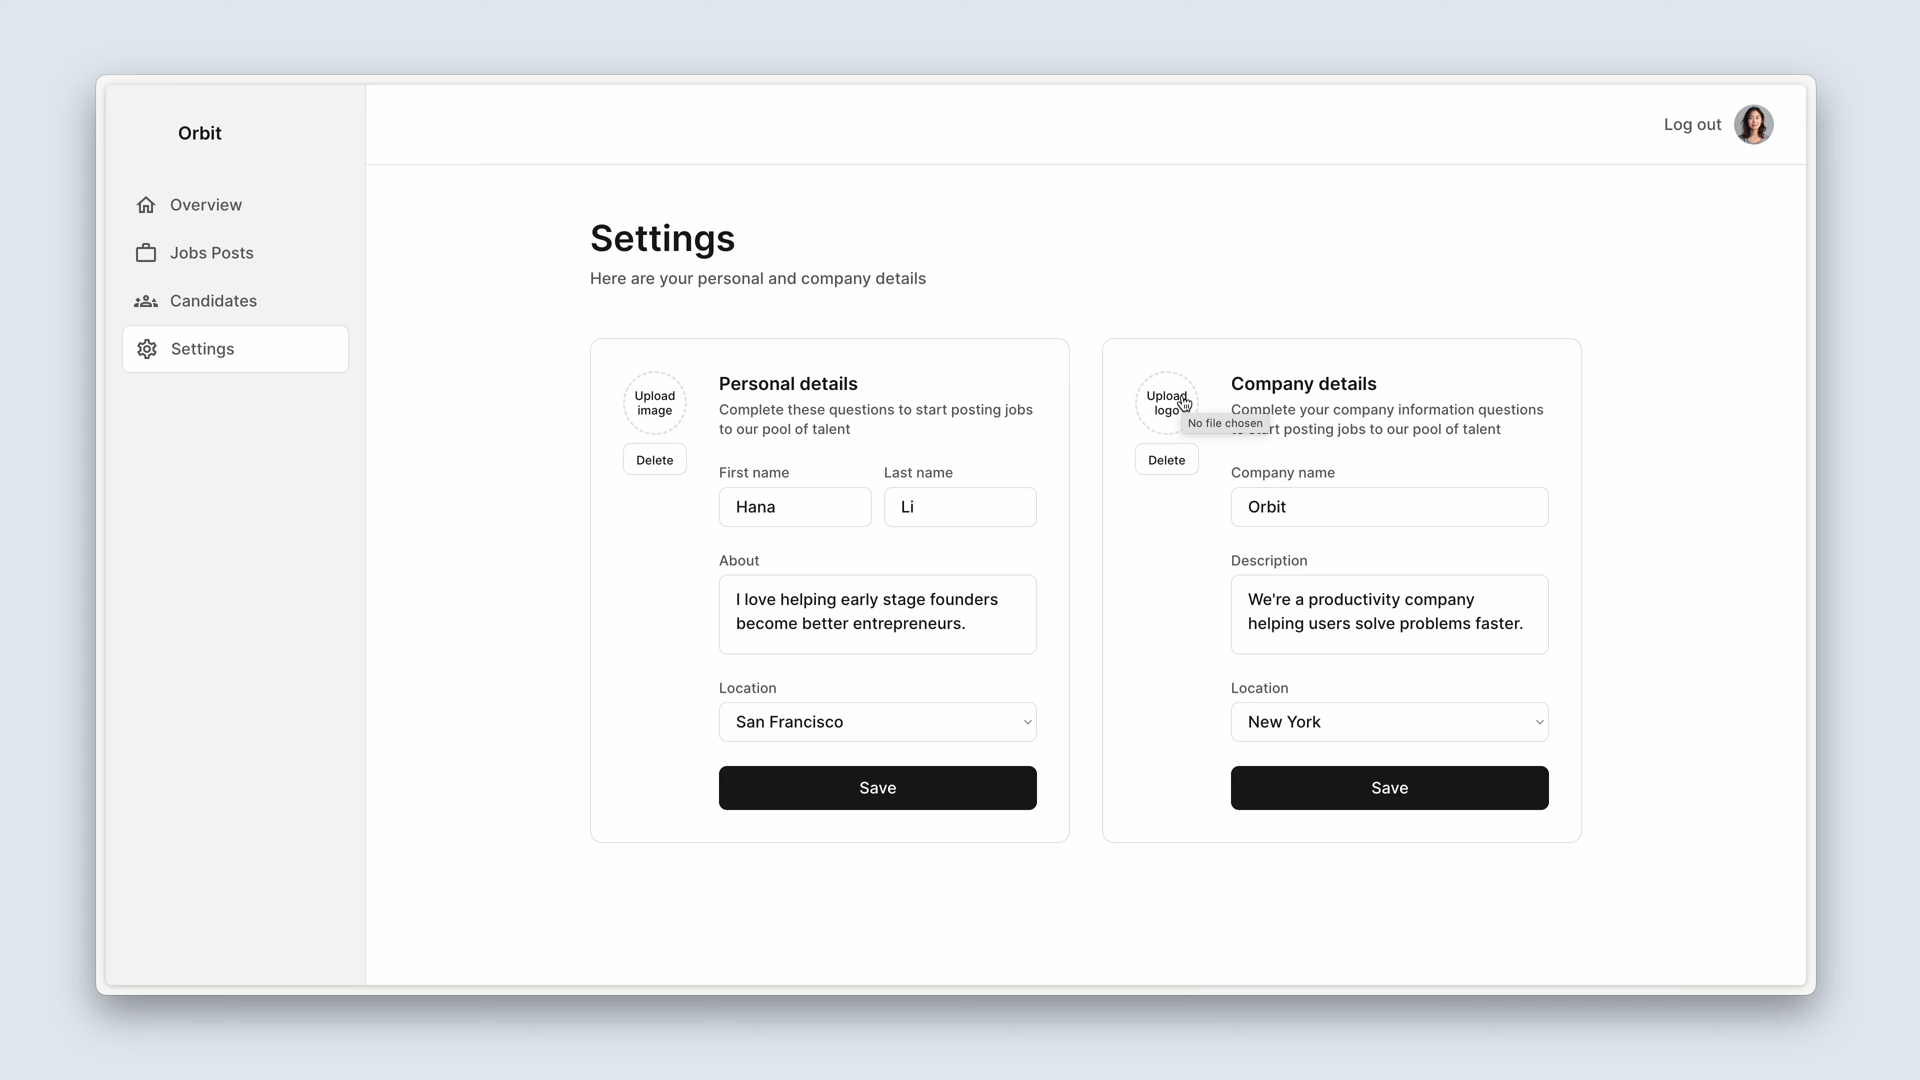 Orbit
Log out
Overview
Jobs Posts
Candidates
Settings
Settings
Here are your personal and company details
Upload
image
Delete
Personal details
Complete these questions to start posting jobs
to our pool of talent
First name
Last name
Hana
Li
About
I love helping early stage founders
become better entrepreneurs.
Location
San Francisco
Save
Upload
logo
No file chosen
Delete
Company details
Complete your company information questions
start posting jobs to our pool of talent
Company name
Orbit
Description
We're a productivity company
helping users solve problems faster.
Location
New York
Save